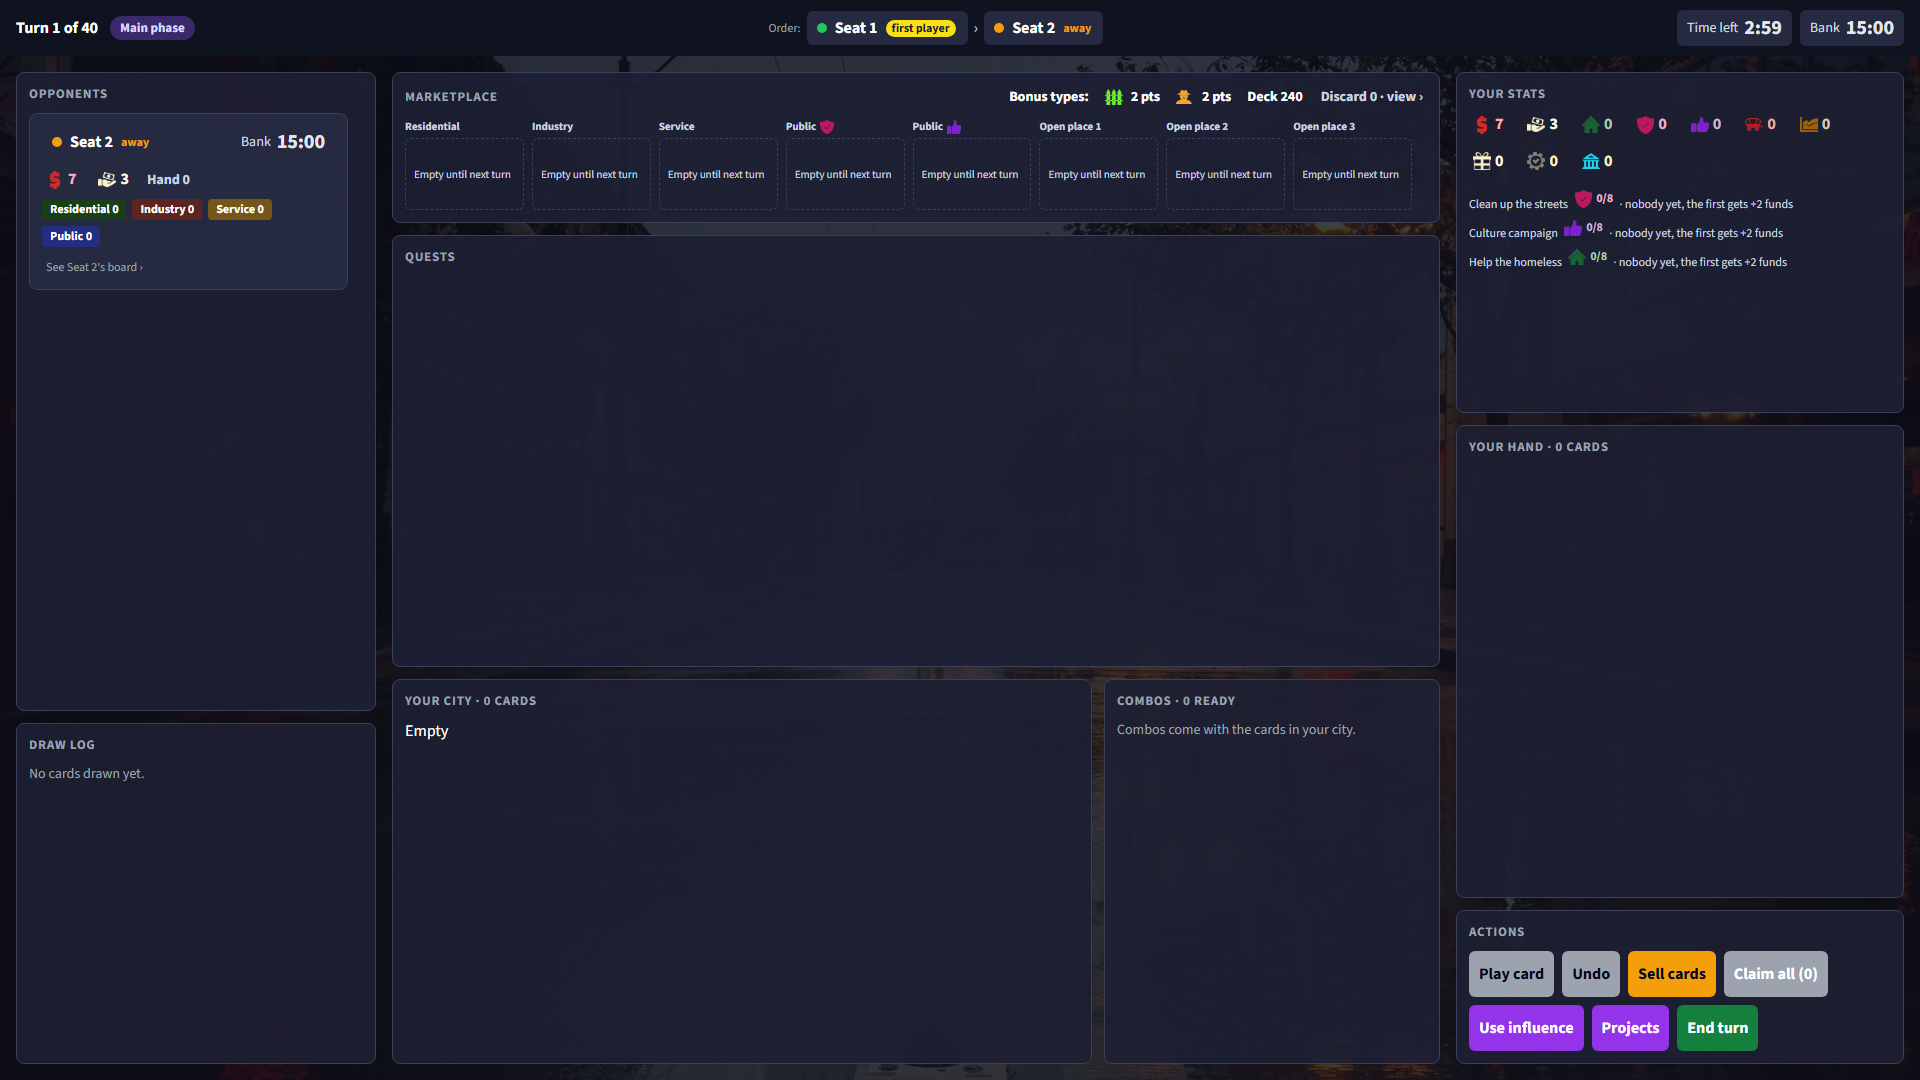 Turn 1 of 40 Main phase
Order: Seat 1 first player › Seat 2 away
Time left 2:59 Bank 15:00
OPPONENTS
Seat 2 away Bank 15:00
7 3 Hand 0
Residential 0 Industry 0 Service 0
Public 0
See Seat 2's board ›
DRAW LOG
No cards drawn yet.
MARKETPLACE
Bonus types: 2 pts 2 pts Deck 240 Discard 0 · view ›
Residential Industry Service Public Public Open place 1 Open place 2 Open place 3
Empty until next turn Empty until next turn Empty until next turn Empty until next turn Empty until next turn Empty until next turn Empty until next turn Empty until next turn
QUESTS
YOUR CITY · 0 CARDS
Empty
COMBOS · 0 READY
Combos come with the cards in your city.
YOUR STATS
7 3 0 0 0 0 0
0 0 0
Clean up the streets 0/8 · nobody yet, the first gets +2 funds
Culture campaign 0/8 · nobody yet, the first gets +2 funds
Help the homeless 0/8 · nobody yet, the first gets +2 funds
YOUR HAND · 0 CARDS
ACTIONS
Play card Undo Sell cards Claim all (0)
Use influence Projects End turn